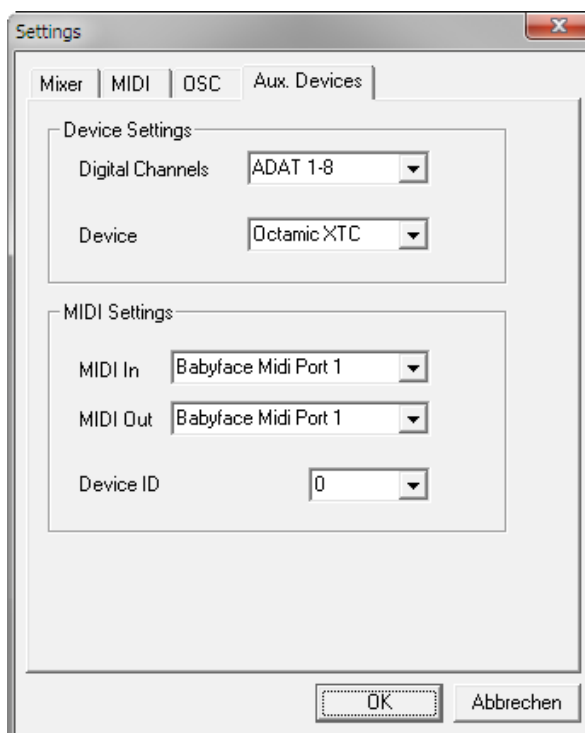 Settings
Mixer MIDI OSC Aux. Devices
Device Settings
Digital Channels ADAT 1-8
Device Octamic XTC
MIDI Settings
MIDI In Babyface Midi Port 1
MIDI Out Babyface Midi Port 1
Device ID 0
OK Abbrechen